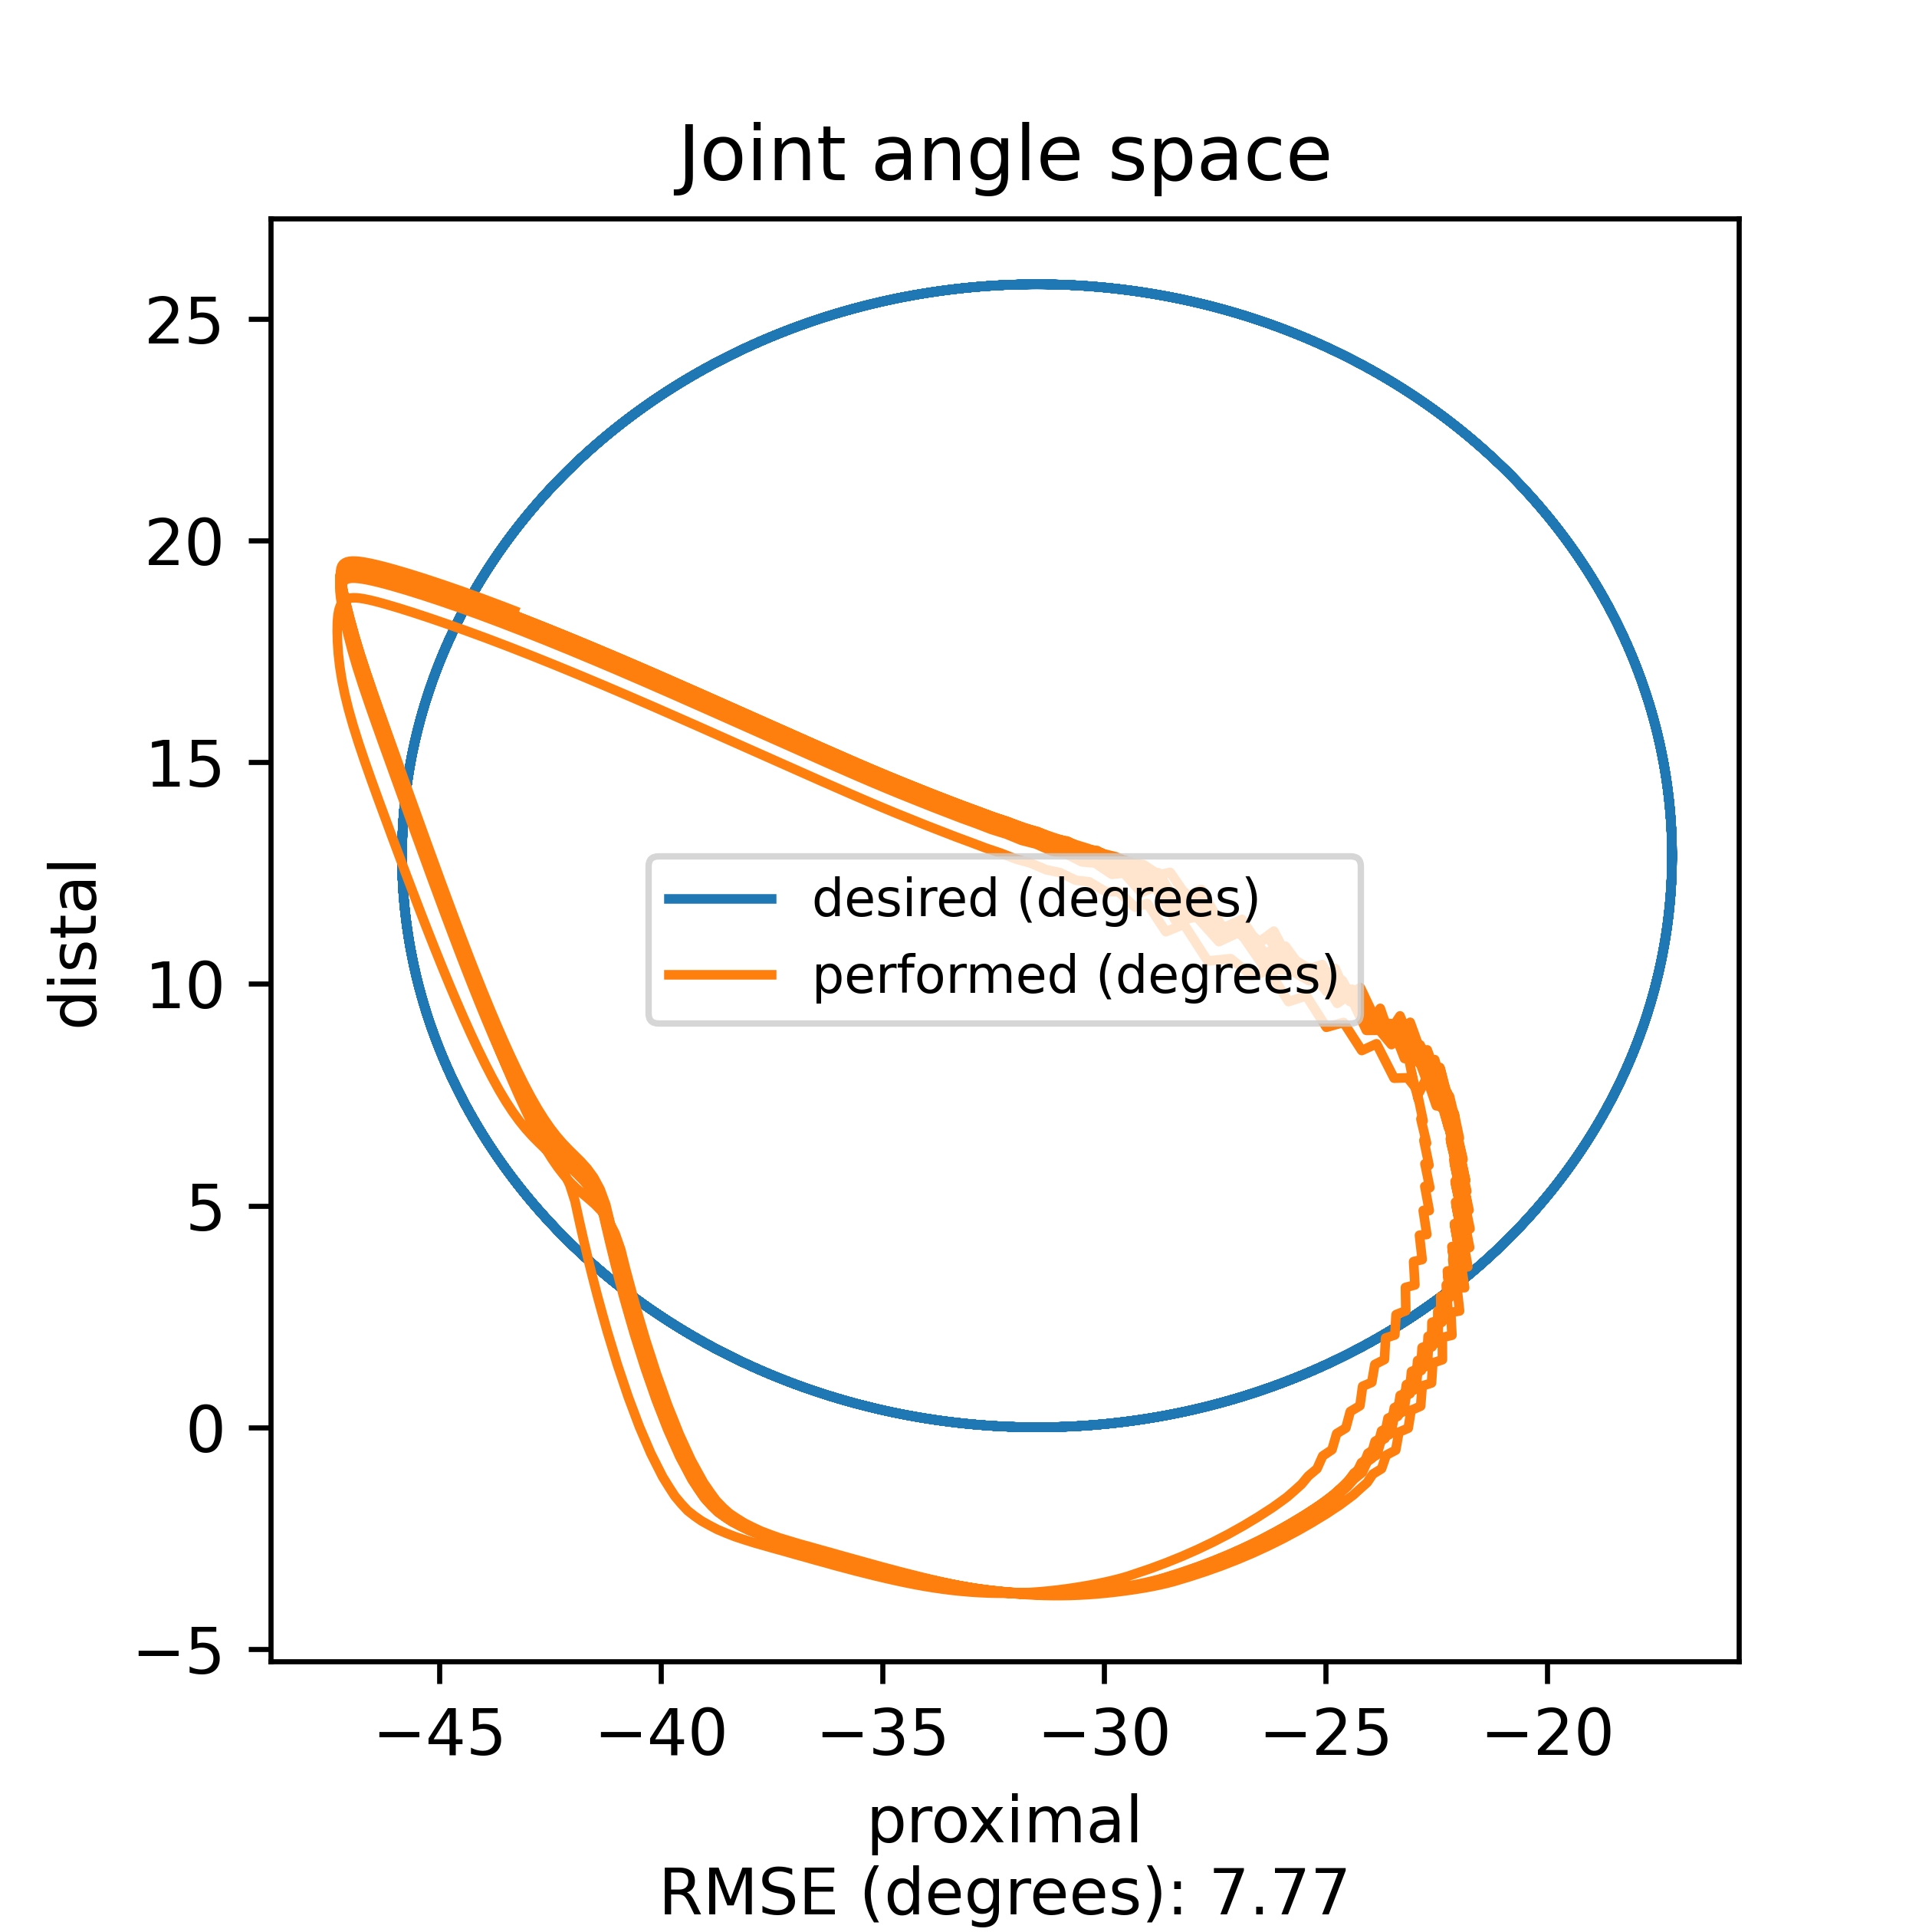 Joint angle space
25
20
15
10
5
0
−5
distal
desired (degrees)
performed (degrees)
−45 −40 −35 −30 −25 −20
proximal
RMSE (degrees): 7.77